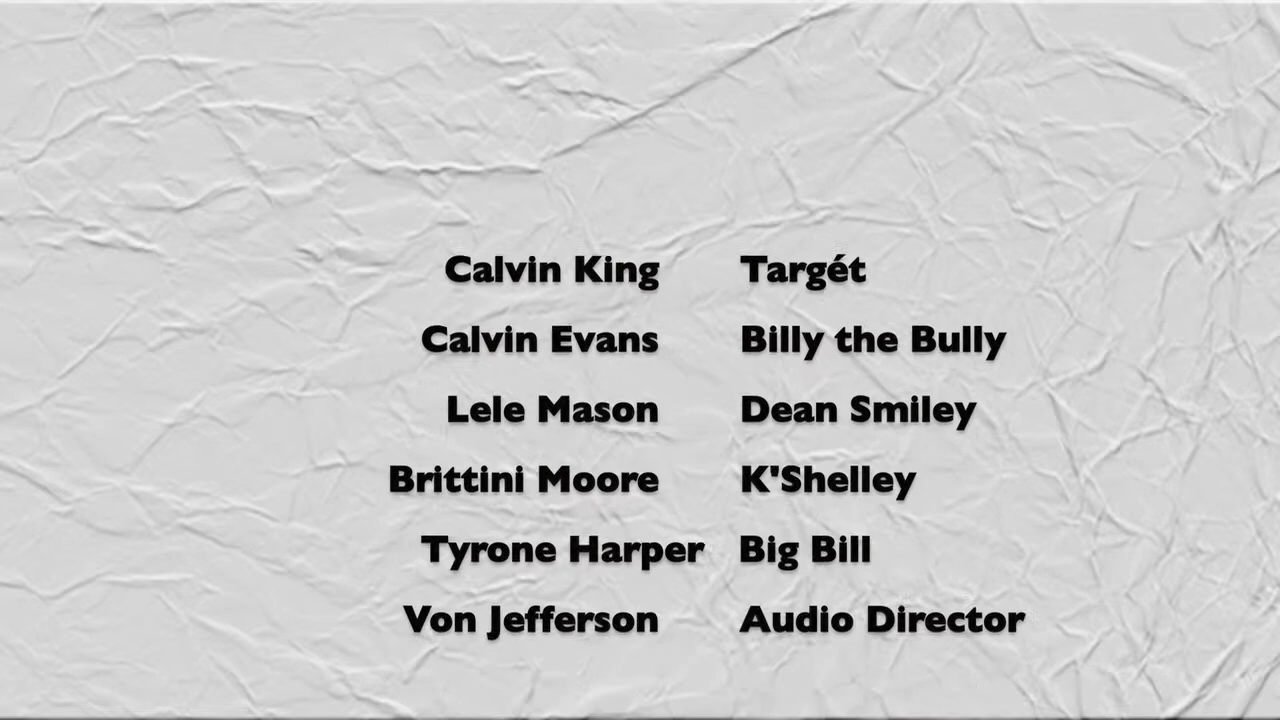 Calvin King Targét
Calvin Evans Billy the Bully
Lele Mason Dean Smiley
Brittini Moore K'Shelley
Tyrone Harper Big Bill
Von Jefferson Audio Director